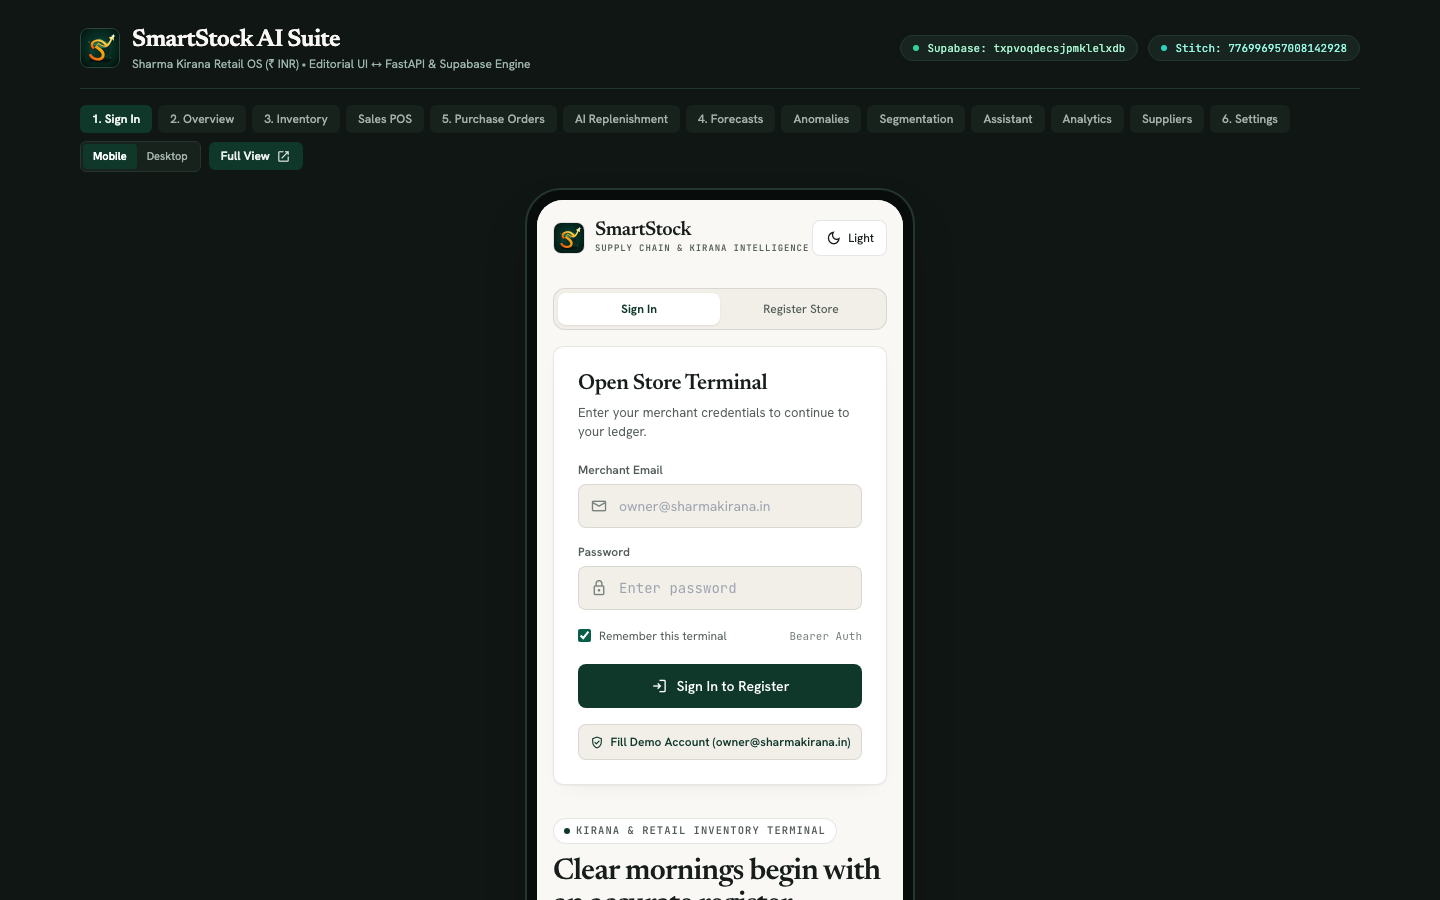 SmartStock AI Suite
Sharma Kirana Retail OS (₹ INR) • Editorial UI ↔ FastAPI & Supabase Engine
Supabase: txpvoqdecsjpmklelxdb
Stitch: 776996957008142928
1. Sign In
2. Overview
3. Inventory
Sales POS
5. Purchase Orders
AI Replenishment
4. Forecasts
Anomalies
Segmentation
Assistant
Analytics
Suppliers
6. Settings
Mobile
Desktop
Full View
SmartStock
SUPPLY CHAIN & KIRANA INTELLIGENCE
Light
Sign In
Register Store
Open Store Terminal
Enter your merchant credentials to continue to
your ledger.
Merchant Email
owner@sharmakirana.in
Password
Enter password
Remember this terminal
Bearer Auth
Sign In to Register
Fill Demo Account (owner@sharmakirana.in)
KIRANA & RETAIL INVENTORY TERMINAL
Clear mornings begin with
an accurate register